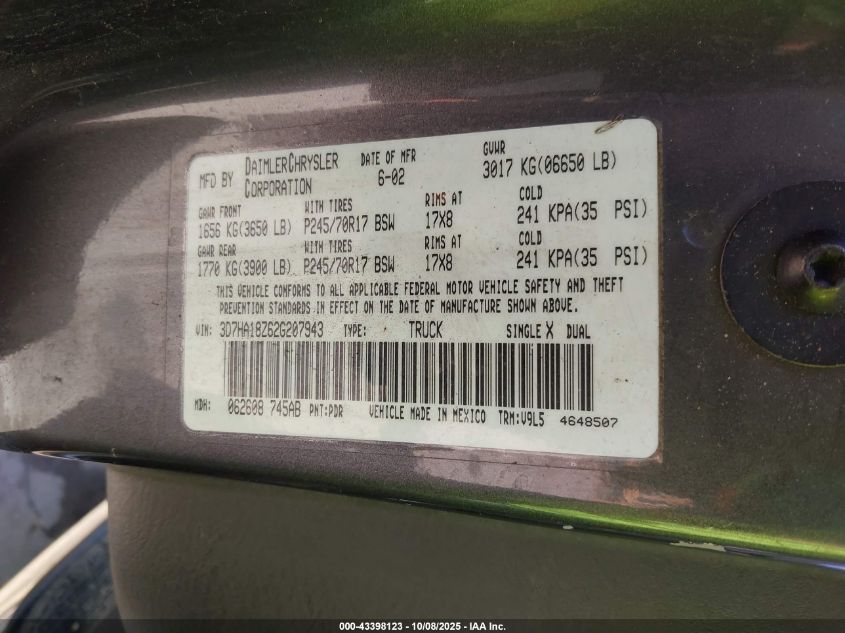 MFD BY DAIMLERCHRYSLER CORPORATION DATE OF MFR 6-02 GVWR 3017 KG(06650 LB)
GAWR FRONT WITH TIRES RIMS AT COLD
1656 KG(3650 LB) P245/70R17 BSW 17X8 241 KPA(35 PSI)
GAWR REAR WITH TIRES RIMS AT COLD
1770 KG(3900 LB) P245/70R17 BSW 17X8 241 KPA(35 PSI)
THIS VEHICLE CONFORMS TO ALL APPLICABLE FEDERAL MOTOR VEHICLE SAFETY AND THEFT
PREVENTION STANDARDS IN EFFECT ON THE DATE OF MANUFACTURE SHOWN ABOVE.
VIN: 3D7HA18Z62G207943 TYPE: TRUCK SINGLE X DUAL
MDH: 062608 745AB PNT:PDR VEHICLE MADE IN MEXICO TRM:V9L5 4648507
000-43398123 - 10/08/2025 - IAA Inc.